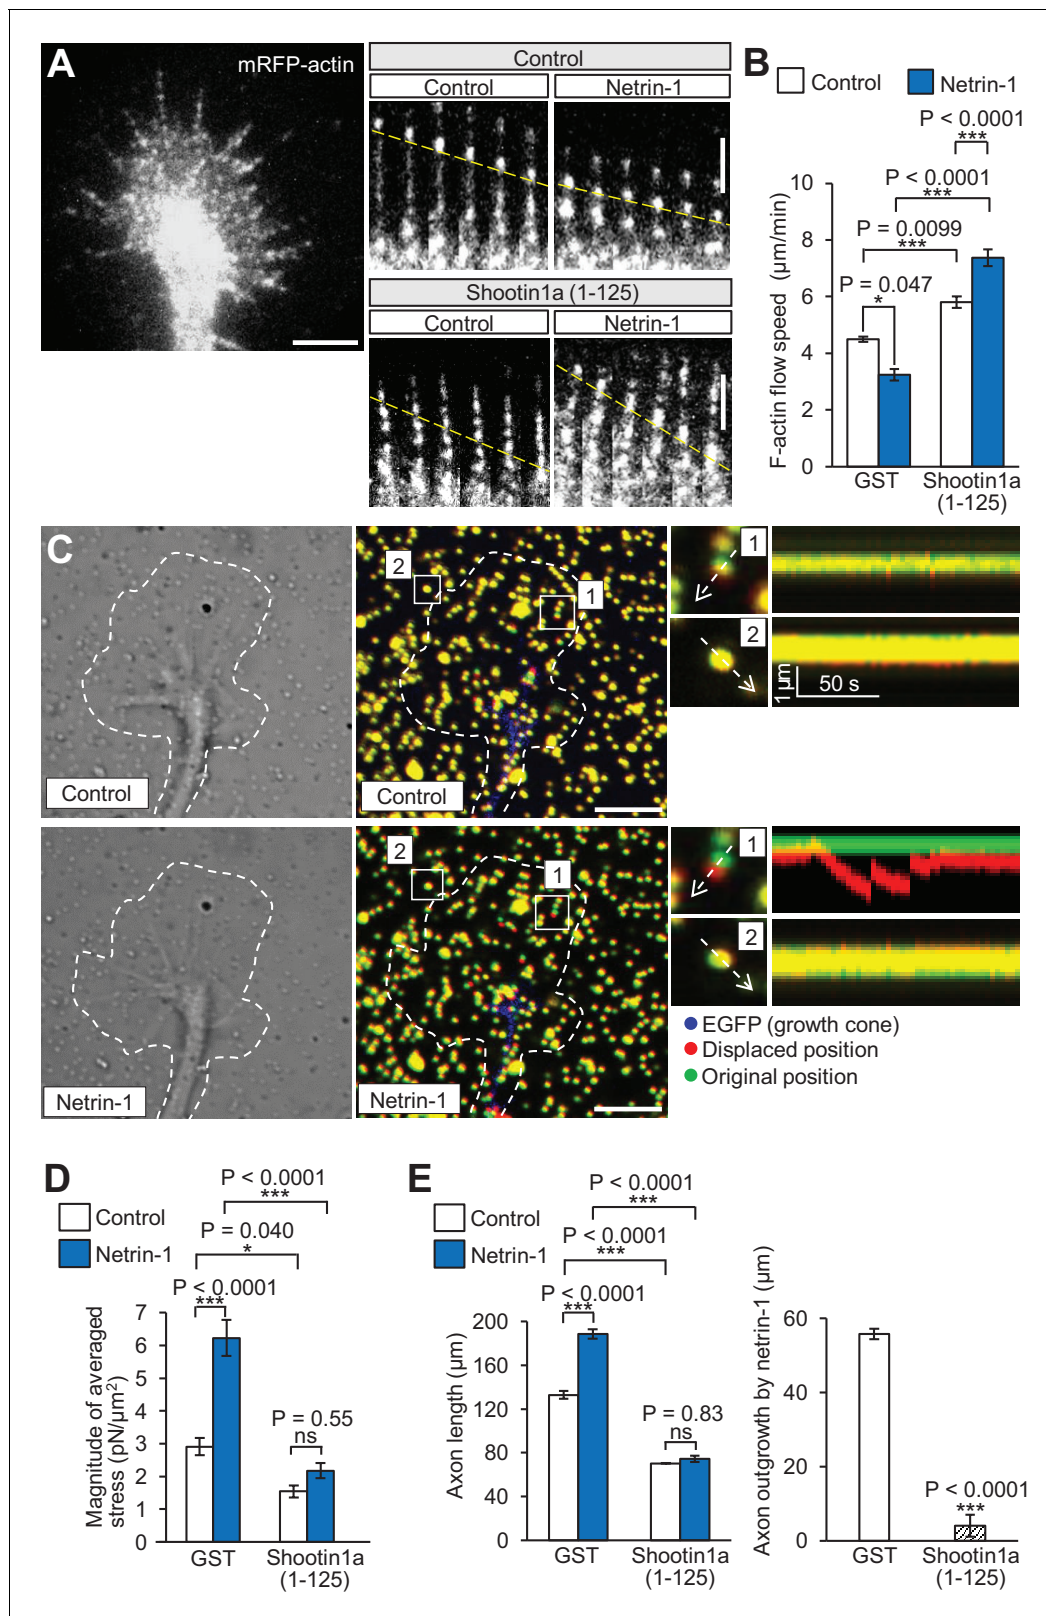 A
mRFP-actin
Control
Control
Netrin-1
Shootin1a (1-125)
Control
Netrin-1
B
Control
Netrin-1
P < 0.0001
***
P < 0.0001
***
P = 0.0099
***
P = 0.047
*
F-actin flow speed (µm/min)
10
8
6
4
2
0
GST
Shootin1a
(1-125)
C
Control
2
1
Control
1
2
1 µm
50 s
Netrin-1
2
1
Netrin-1
1
2
EGFP (growth cone)
Displaced position
Original position
D
Control
Netrin-1
P < 0.0001
***
P = 0.040
*
P < 0.0001
***
P = 0.55
ns
Magnitude of averaged
stress (pN/µm²)
7
6
5
4
3
2
1
0
GST
Shootin1a
(1-125)
E
Control
Netrin-1
P < 0.0001
***
P < 0.0001
***
P < 0.0001
***
P = 0.83
ns
Axon length (µm)
200
160
120
80
40
0
GST
Shootin1a
(1-125)
Axon outgrowth by netrin-1 (µm)
60
40
20
0
P < 0.0001
***
GST
Shootin1a
(1-125)